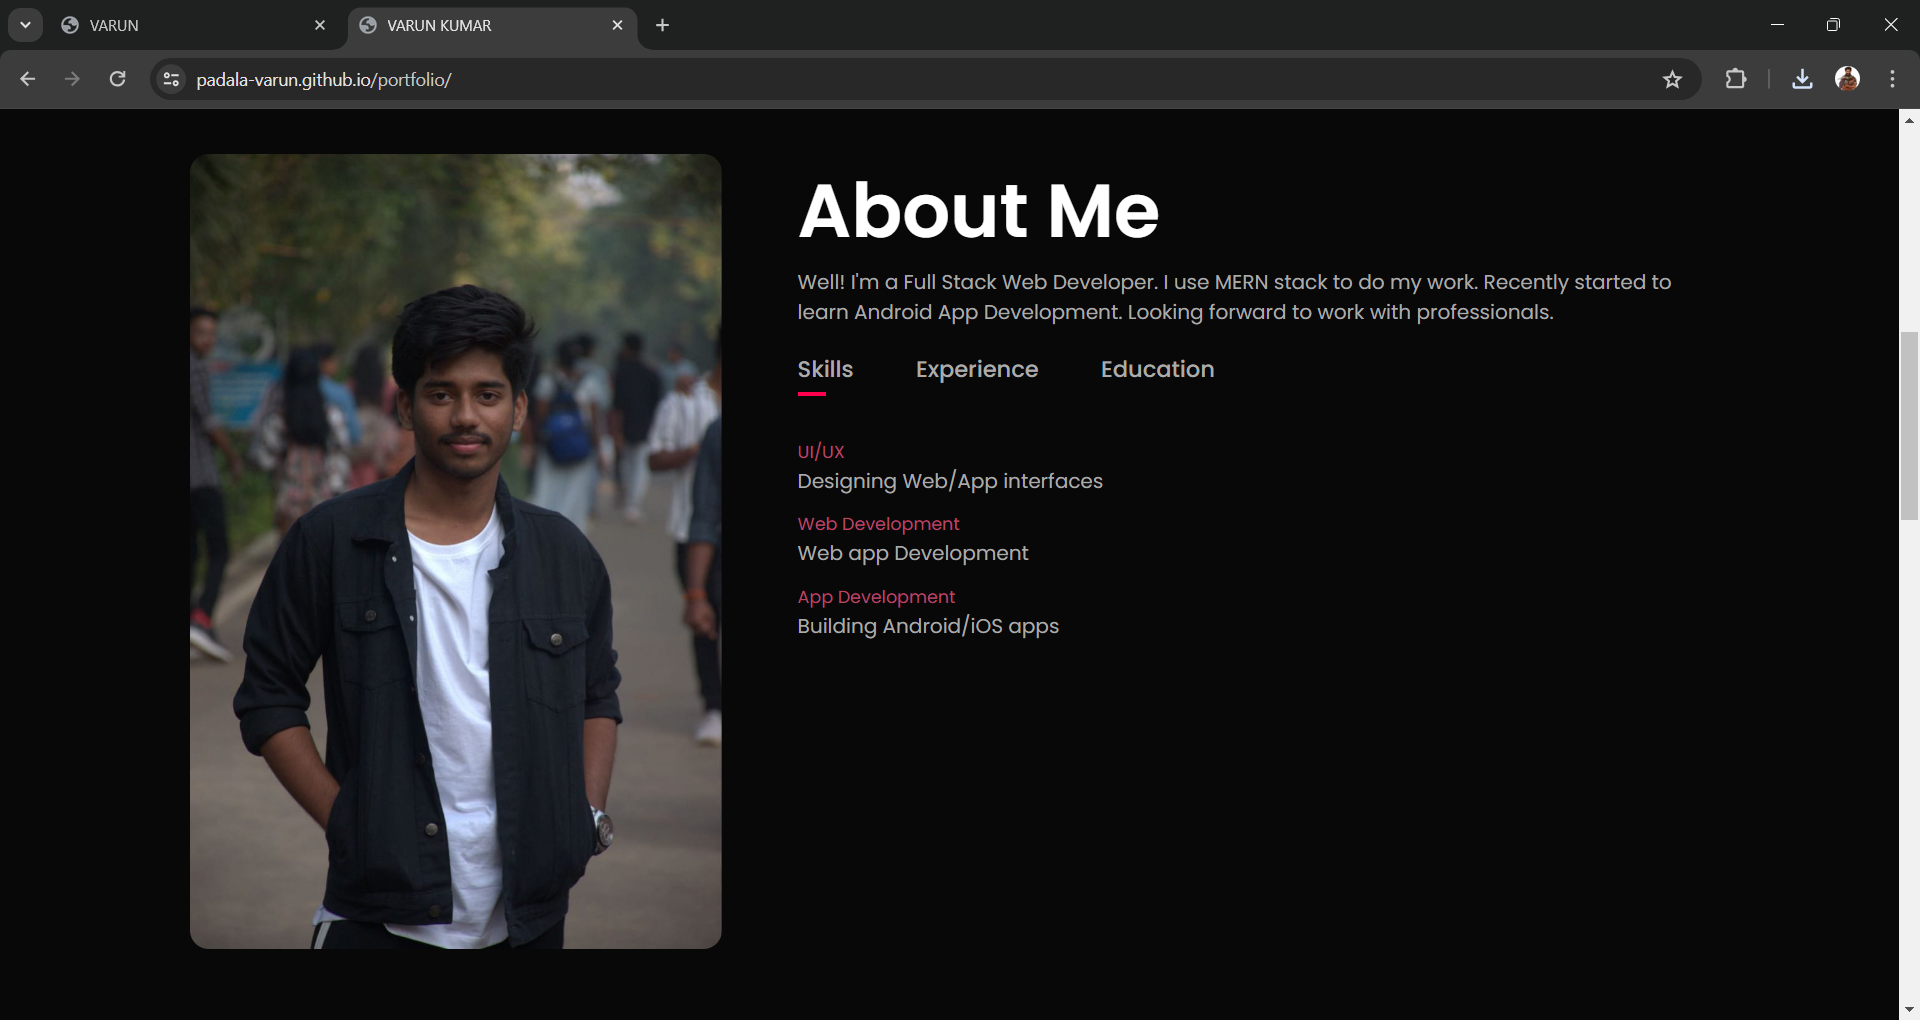 VARUN
VARUN KUMAR
padala-varun.github.io/portfolio/
About Me
Well! I'm a Full Stack Web Developer. I use MERN stack to do my work. Recently started to
learn Android App Development. Looking forward to work with professionals.
Skills Experience Education
UI/UX
Designing Web/App interfaces
Web Development
Web app Development
App Development
Building Android/iOS apps